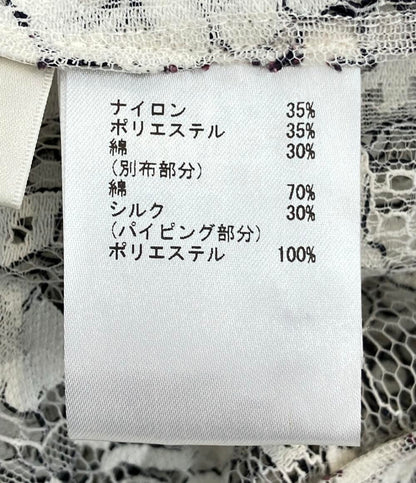 ナイロン 35%
ポリエステル 35%
綿 30%
(別布部分)
綿 70%
シルク 30%
(パイピング部分)
ポリエステル 100%